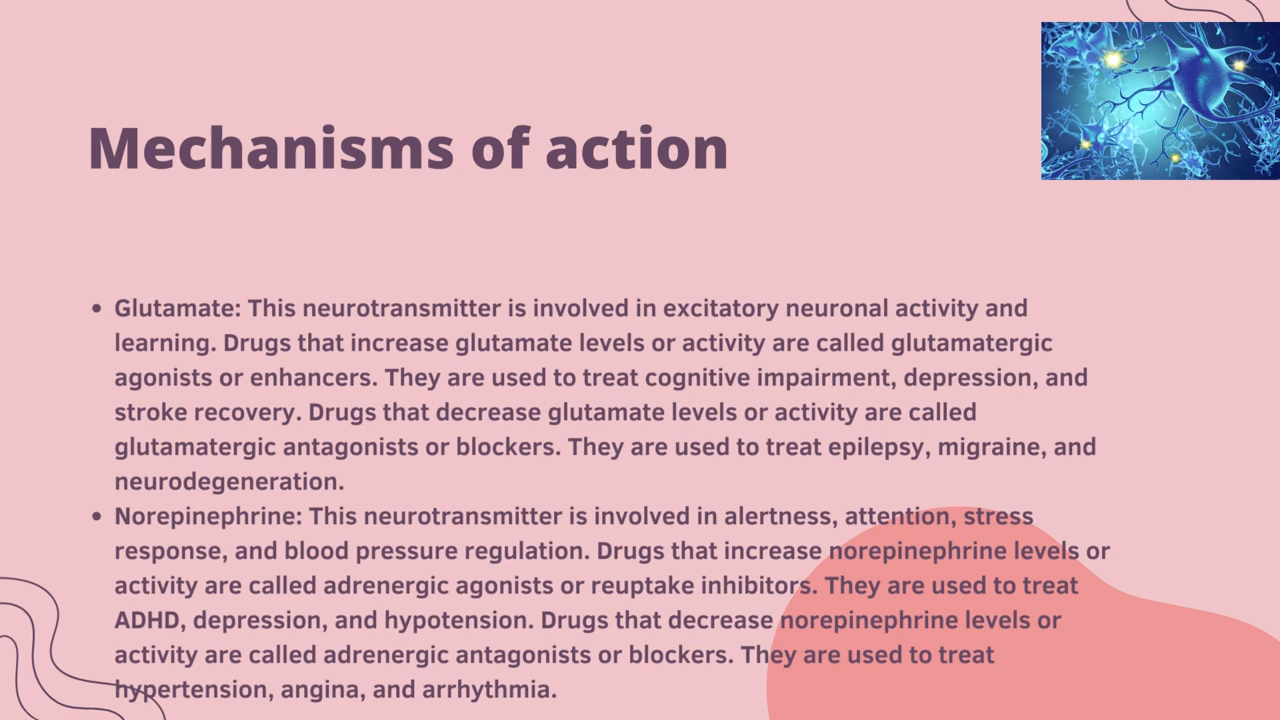 Mechanisms of action
• Glutamate: This neurotransmitter is involved in excitatory neuronal activity and
learning. Drugs that increase glutamate levels or activity are called glutamatergic
agonists or enhancers. They are used to treat cognitive impairment, depression, and
stroke recovery. Drugs that decrease glutamate levels or activity are called
glutamatergic antagonists or blockers. They are used to treat epilepsy, migraine, and
neurodegeneration.
• Norepinephrine: This neurotransmitter is involved in alertness, attention, stress
response, and blood pressure regulation. Drugs that increase norepinephrine levels or
activity are called adrenergic agonists or reuptake inhibitors. They are used to treat
ADHD, depression, and hypotension. Drugs that decrease norepinephrine levels or
activity are called adrenergic antagonists or blockers. They are used to treat
hypertension, angina, and arrhythmia.